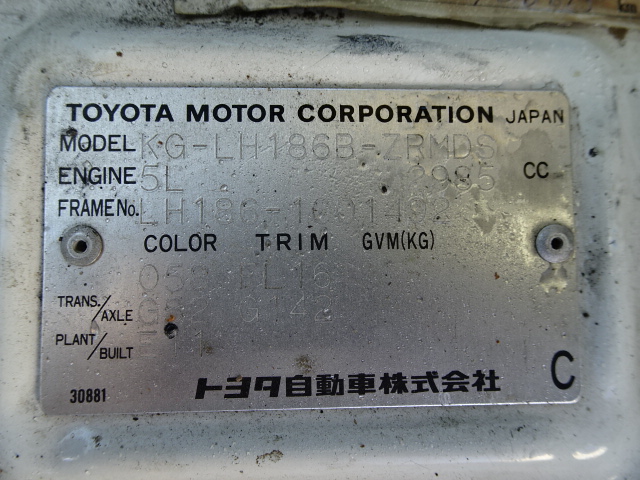 TOYOTA MOTOR CORPORATION JAPAN
MODEL KG-LH186B-ZRMDS
ENGINE 5L 2985 CC
FRAME No.
COLOR TRIM GVM(KG)
TRANS./AXLE
PLANT/BUILT
30881 トヨタ自動車株式会社 C